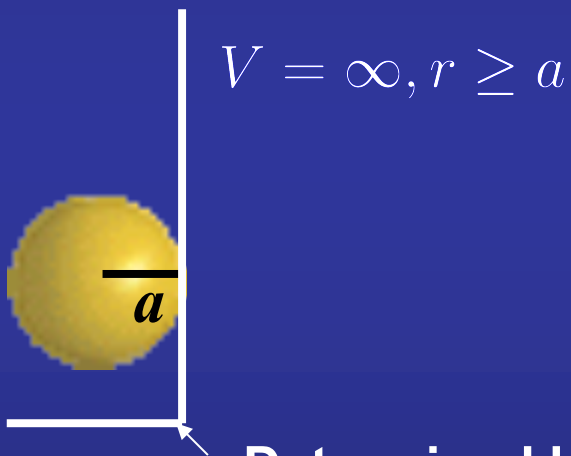 V = ∞, r ≥ a
a